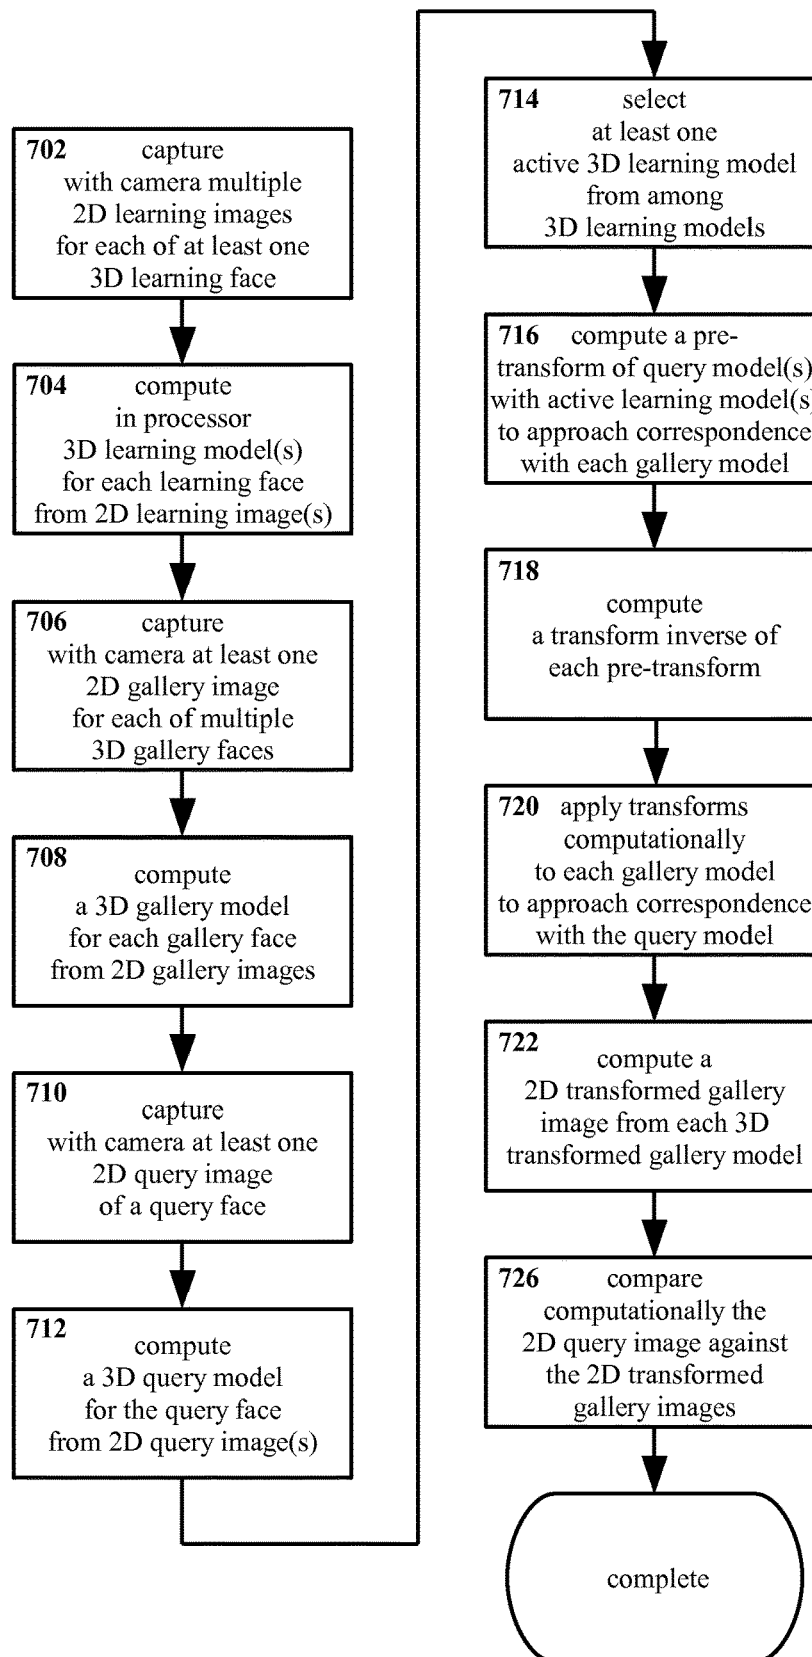 702 capture
with camera multiple
2D learning images
for each of at least one
3D learning face
704 compute
in processor
3D learning model(s)
for each learning face
from 2D learning image(s)
706 capture
with camera at least one
2D gallery image
for each of multiple
3D gallery faces
708
compute
a 3D gallery model
for each gallery face
from 2D gallery images
710
capture
with camera at least one
2D query image
of a query face
712
compute
a 3D query model
for the query face
from 2D query image(s)
714 select
at least one
active 3D learning model
from among
3D learning models
716 compute a pre-
transform of query model(s)
with active learning model(s)
to approach correspondence
with each gallery model
718
compute
a transform inverse of
each pre-transform
720 apply transforms
computationally
to each gallery model
to approach correspondence
with the query model
722
compute a
2D transformed gallery
image from each 3D
transformed gallery model
726 compare
computationally the
2D query image against
the 2D transformed
gallery images
complete